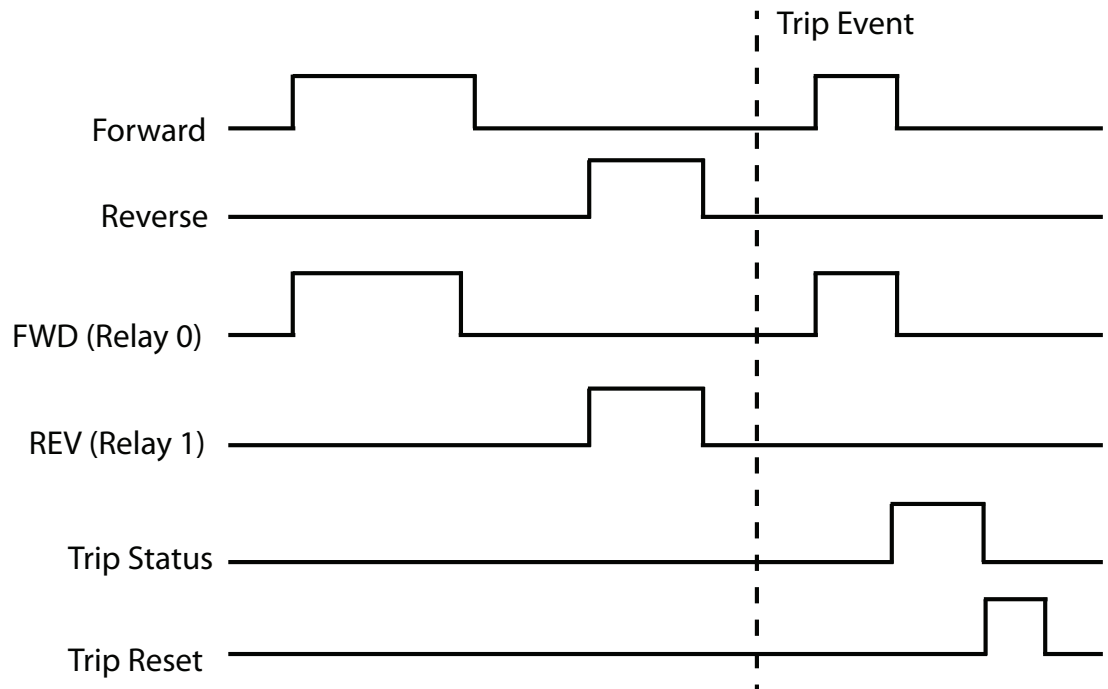 Trip Event
Forward
Reverse
FWD (Relay 0)
REV (Relay 1)
Trip Status
Trip Reset